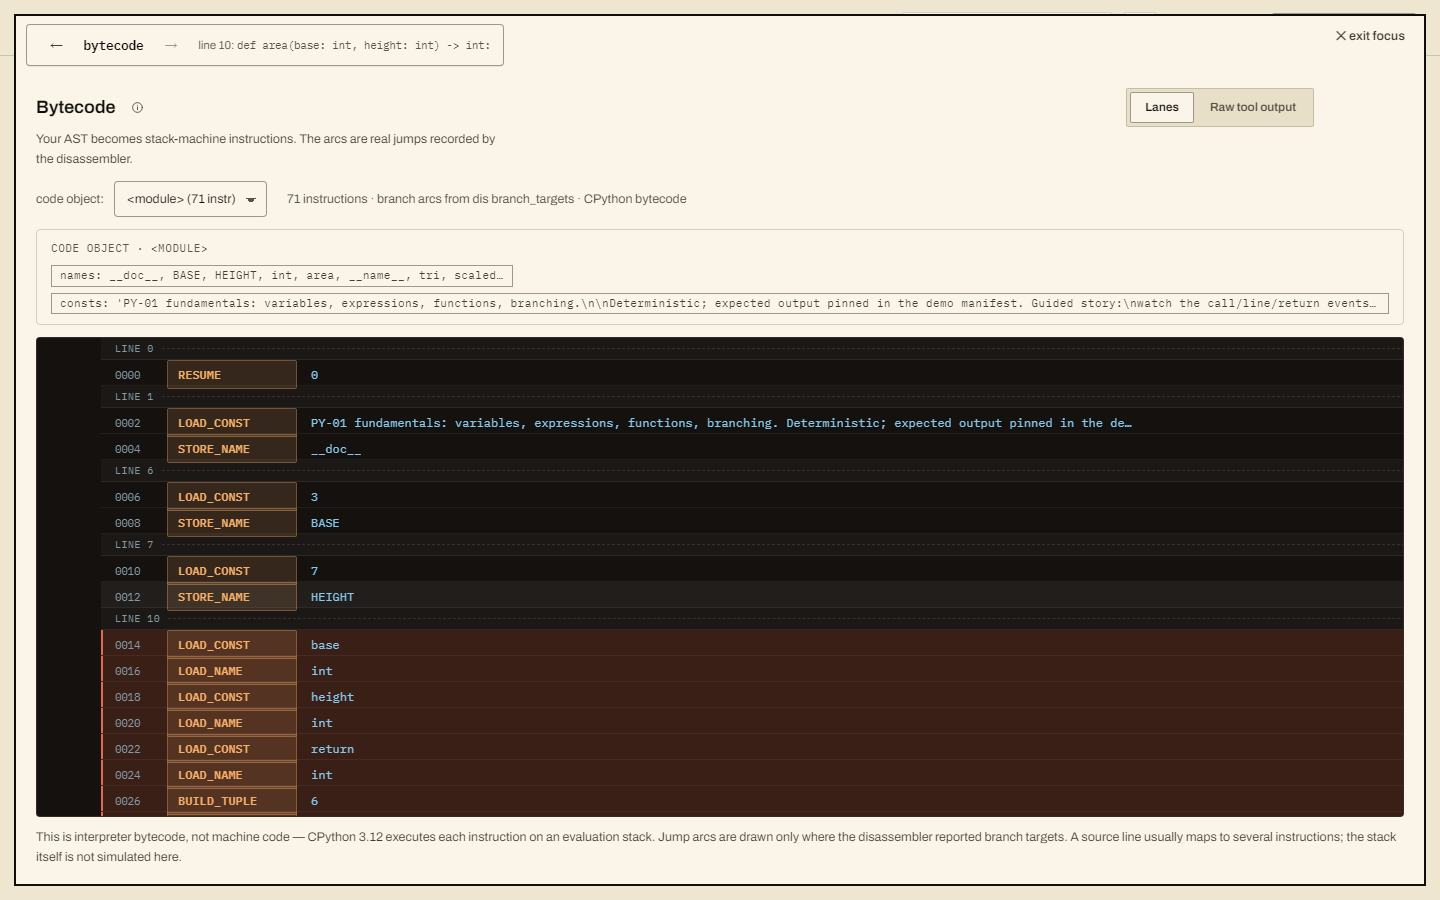 ← bytecode → line 10: def area(base: int, height: int) -> int:
exit focus
Bytecode
Lanes Raw tool output
Your AST becomes stack-machine instructions. The arcs are real jumps recorded by
the disassembler.
code object: <module> (71 instr) 71 instructions · branch arcs from dis branch_targets · CPython bytecode
CODE OBJECT · <MODULE>
names: __doc__, BASE, HEIGHT, int, area, __name__, tri, scaled…
consts: 'PY-01 fundamentals: variables, expressions, functions, branching.\n\nDeterministic; expected output pinned in the demo manifest. Guided story:\nwatch the call/line/return events…
LINE 0
0000 RESUME 0
LINE 1
0002 LOAD_CONST PY-01 fundamentals: variables, expressions, functions, branching. Deterministic; expected output pinned in the de…
0004 STORE_NAME __doc__
LINE 6
0006 LOAD_CONST 3
0008 STORE_NAME BASE
LINE 7
0010 LOAD_CONST 7
0012 STORE_NAME HEIGHT
LINE 10
0014 LOAD_CONST base
0016 LOAD_NAME int
0018 LOAD_CONST height
0020 LOAD_NAME int
0022 LOAD_CONST return
0024 LOAD_NAME int
0026 BUILD_TUPLE 6
This is interpreter bytecode, not machine code — CPython 3.12 executes each instruction on an evaluation stack. Jump arcs are drawn only where the disassembler reported branch targets. A source line usually maps to several instructions; the stack
itself is not simulated here.